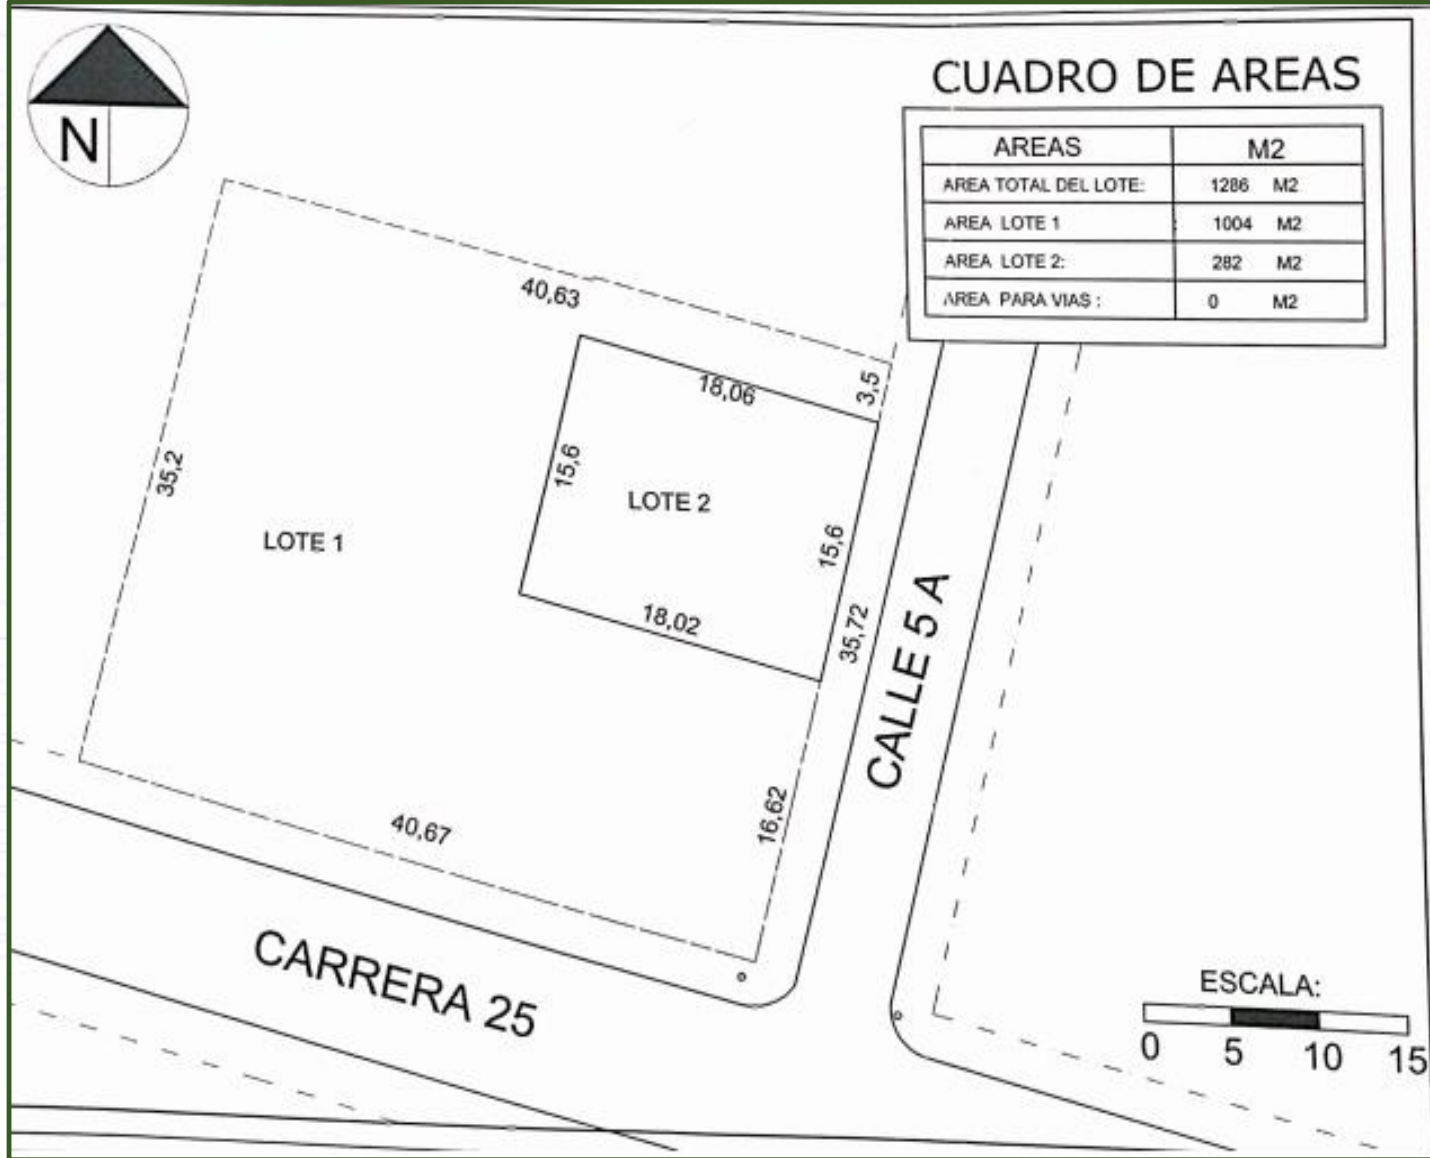 N
CUADRO DE AREAS
AREAS M2
AREA TOTAL DEL LOTE: 1286 M2
AREA LOTE 1 : 1004 M2
AREA LOTE 2: 282 M2
AREA PARA VIAS : 0 M2
40,63
18,06
3,5
35,2
15,6
LOTE 2
LOTE 1
15,6
18,02
35,72
CALLE 5 A
16,62
40,67
CARRERA 25
ESCALA:
0 5 10 15